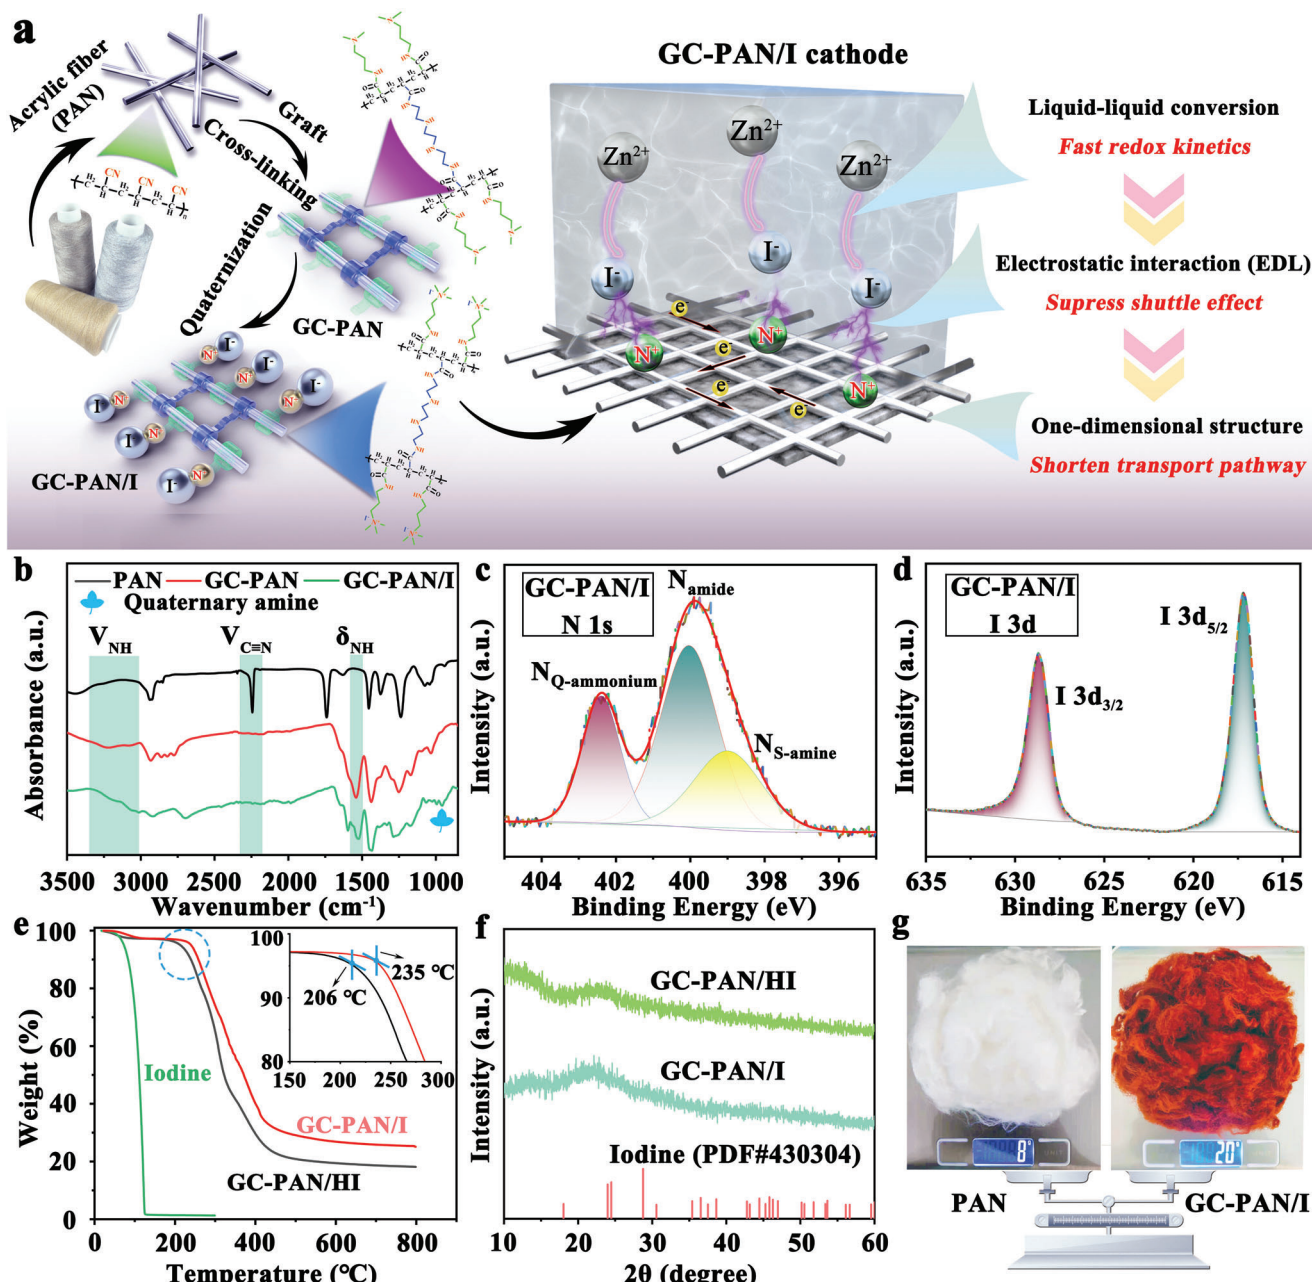 a
Acrylic fiber
(PAN)
Graft
Cross-linking
Quaternization
GC-PAN
GC-PAN/I
GC-PAN/I cathode
Zn2+
Zn2+
Zn2+
I-
I-
I-
N+
N+
N+
e-
e-
e-
e-
Liquid-liquid conversion
Fast redox kinetics
Electrostatic interaction (EDL)
Supress shuttle effect
One-dimensional structure
Shorten transport pathway
b
PAN GC-PAN GC-PAN/I
Quaternary amine
VNH VC≡N δNH
Absorbance (a.u.)
3500 3000 2500 2000 1500 1000
Wavenumber (cm-1)
c
GC-PAN/I
N 1s
Namide
NQ-ammonium
NS-amine
Intensity (a.u.)
404 402 400 398 396
Binding Energy (eV)
d
GC-PAN/I
I 3d
I 3d5/2
I 3d3/2
Intensity (a.u.)
635 630 625 620 615
Binding Energy (eV)
e
100
80
60
40
20
0
Weight (%)
100
90
80
150 200 250 300
206 ℃
235 ℃
Iodine
GC-PAN/I
GC-PAN/HI
0 200 400 600 800
Temperature (℃)
f
GC-PAN/HI
GC-PAN/I
Iodine (PDF#430304)
Intensity (a.u.)
10 20 30 40 50 60
2θ (degree)
g
8
20
PAN GC-PAN/I